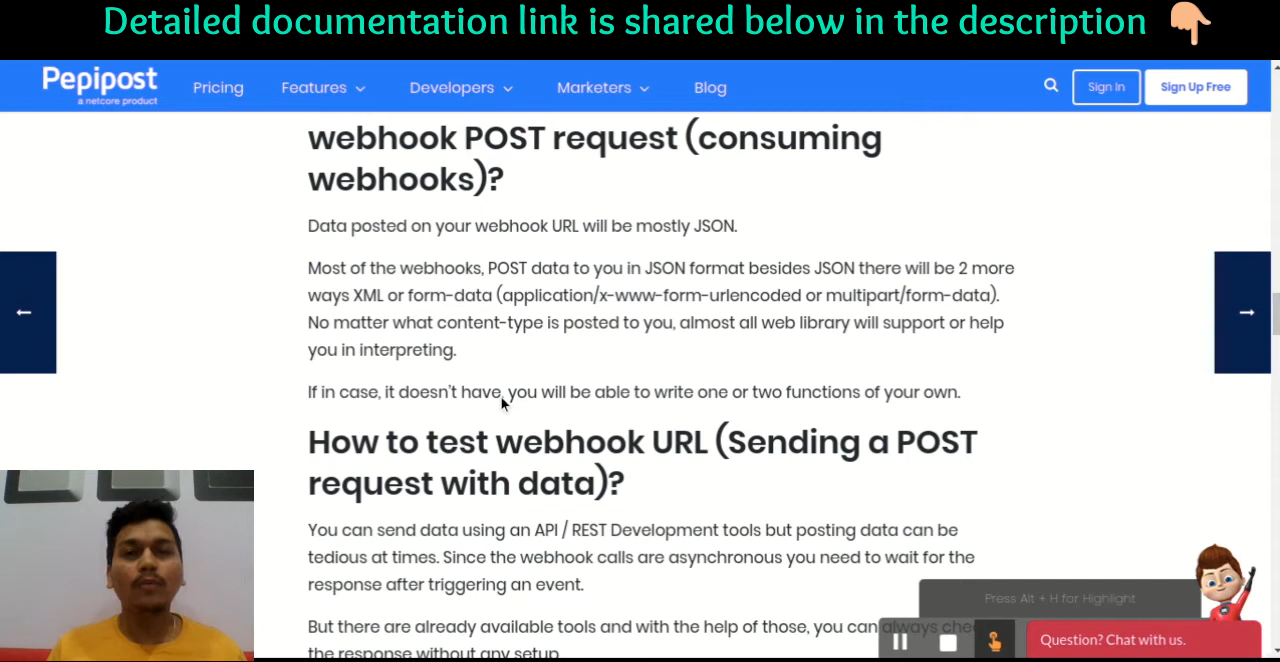 Detailed documentation link is shared below in the description
Pepipost
a netcore product
Pricing
Features
Developers
Marketers
Blog
Sign In
Sign Up Free
webhook POST request (consuming
webhooks)?
Data posted on your webhook URL will be mostly JSON.
Most of the webhooks, POST data to you in JSON format besides JSON there will be 2 more
ways XML or form-data (application/x-www-form-urlencoded or multipart/form-data).
No matter what content-type is posted to you, almost all web library will support or help
you in interpreting.
If in case, it doesn't have, you will be able to write one or two functions of your own.
How to test webhook URL (Sending a POST
request with data)?
You can send data using an API / REST Development tools but posting data can be
tedious at times. Since the webhook calls are asynchronous you need to wait for the
response after triggering an event.
Press Alt + H for Highlight
But there are already available tools and with the help of those, you can always
the response without any setup
Question? Chat with us.